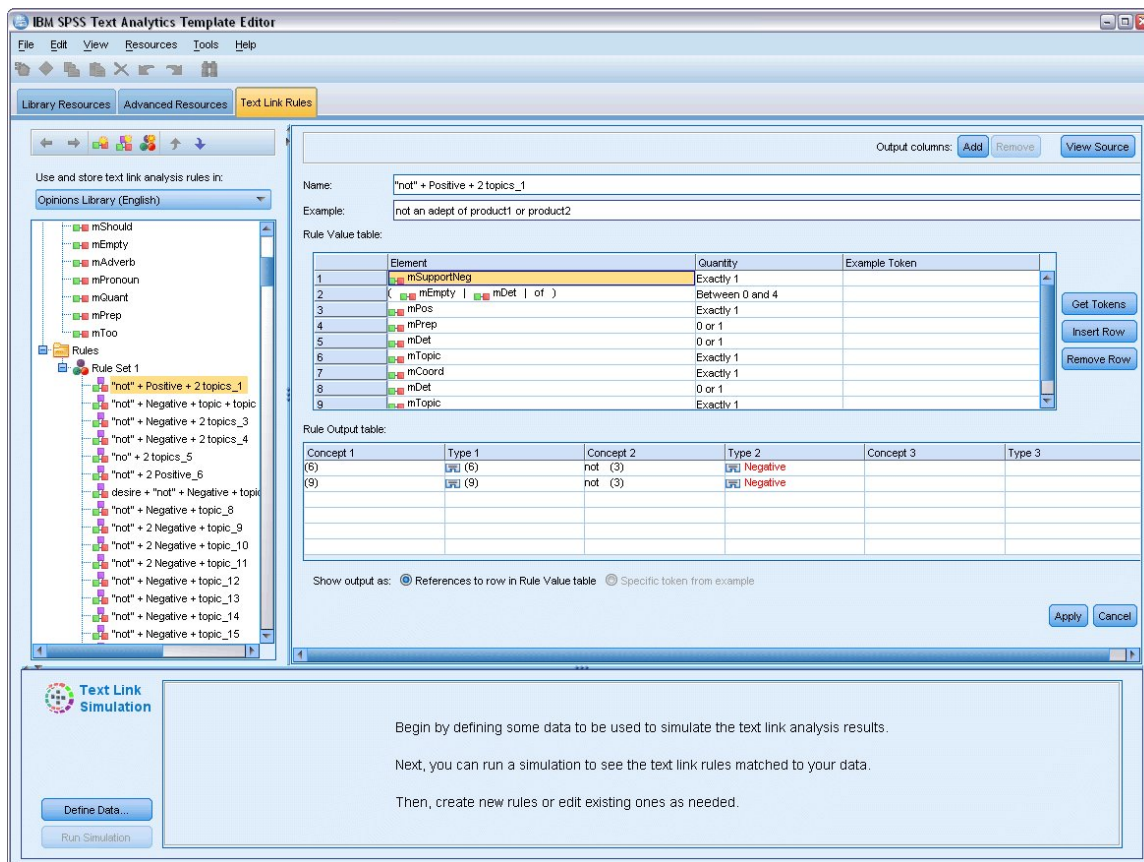 IBM SPSS Text Analytics Template Editor
File Edit View Resources Tools Help
Library Resources Advanced Resources Text Link Rules
Use and store text link analysis rules in:
Opinions Library (English)
mShould
mEmpty
mAdverb
mPronoun
mQuant
mPrep
mToo
Rules
Rule Set 1
"not" + Positive + 2 topics_1
"not" + Negative + topic + topic
"not" + Negative + 2 topics_3
"not" + Negative + 2 topics_4
"no" + 2 topics_5
"not" + 2 Positive_6
desire + "not" + Negative + topic
"not" + Negative + topic_8
"not" + 2 Negative + topic_9
"not" + 2 Negative + topic_10
"not" + 2 Negative + topic_11
"not" + Negative + topic_12
"not" + Negative + topic_13
"not" + Negative + topic_14
"not" + Negative + topic_15
Output columns: Add Remove View Source
Name: "not" + Positive + 2 topics_1
Example: not an adept of product1 or product2
Rule Value table:
Element Quantity Example Token
1 mSupportNeg Exactly 1
2 ( mEmpty | mDet | of ) Between 0 and 4
3 mPos Exactly 1
4 mPrep 0 or 1
5 mDet 0 or 1
6 mTopic Exactly 1
7 mCoord Exactly 1
8 mDet 0 or 1
9 mTopic Exactly 1
Get Tokens
Insert Row
Remove Row
Rule Output table:
Concept 1 Type 1 Concept 2 Type 2 Concept 3 Type 3
(6) (6) not (3) Negative
(9) (9) not (3) Negative
Show output as: References to row in Rule Value table Specific token from example
Apply Cancel
Text Link
Simulation
Begin by defining some data to be used to simulate the text link analysis results.
Next, you can run a simulation to see the text link rules matched to your data.
Then, create new rules or edit existing ones as needed.
Define Data...
Run Simulation